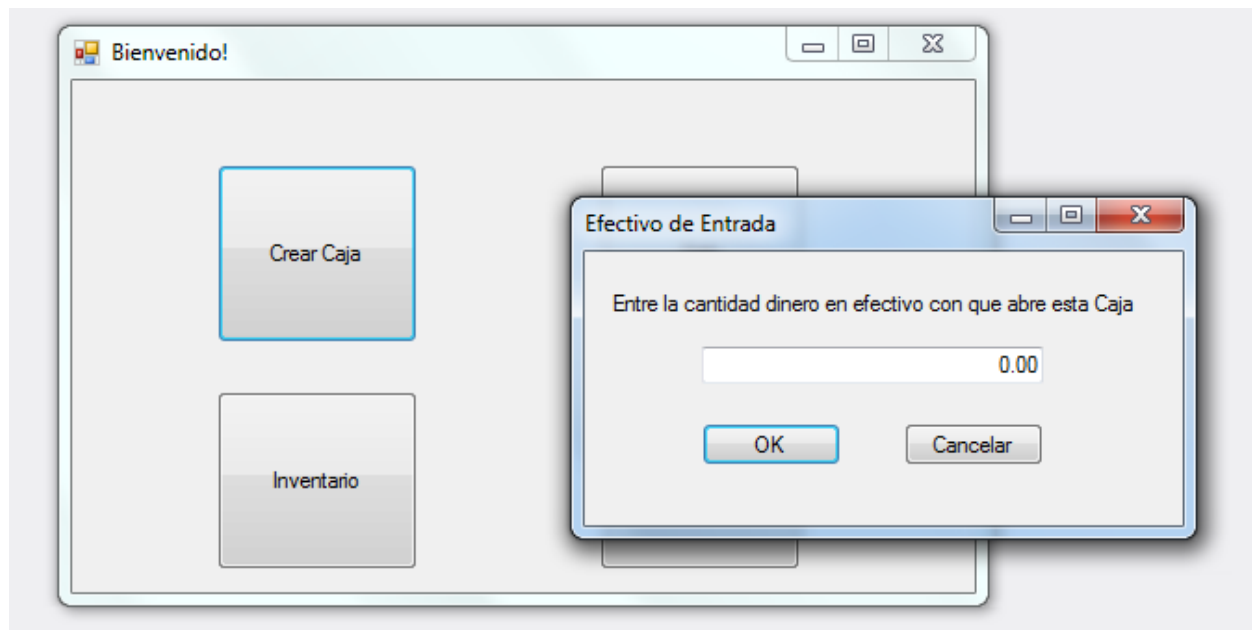 Bienvenido!
Crear Caja
Inventario
Efectivo de Entrada
Entre la cantidad dinero en efectivo con que abre esta Caja
0.00
OK
Cancelar